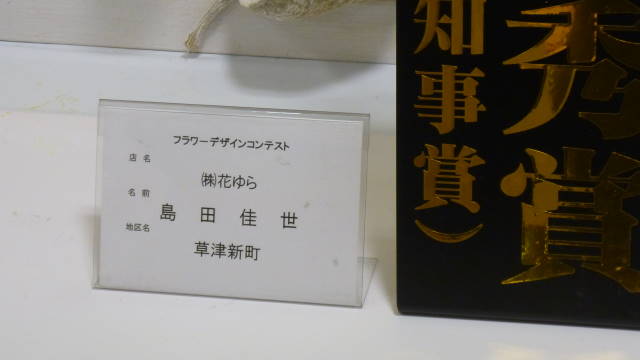 フラワーデザインコンテスト
店名 ㈱花ゆら
名前 島田佳世
地区名 草津新町
知事賞）
賞